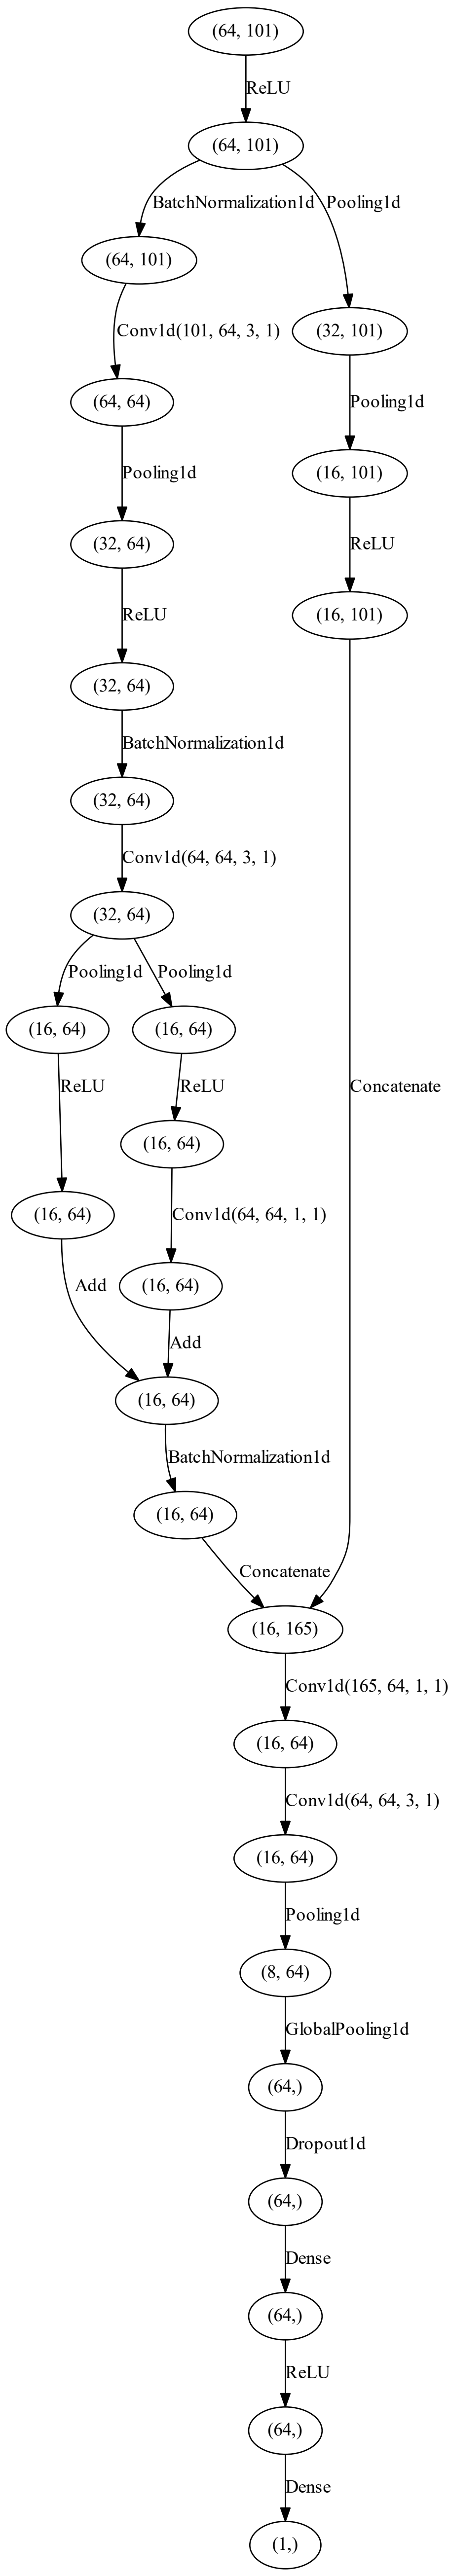 (64, 101)
ReLU
(64, 101)
BatchNormalization1d
Pooling1d
(64, 101)
(32, 101)
Conv1d(101, 64, 3, 1)
(64, 64)
Pooling1d
Pooling1d
(16, 101)
(32, 64)
ReLU
ReLU
(16, 101)
(32, 64)
BatchNormalization1d
(32, 64)
Conv1d(64, 64, 3, 1)
(32, 64)
Pooling1d
Pooling1d
(16, 64)
(16, 64)
ReLU
ReLU
Concatenate
(16, 64)
(16, 64)
Conv1d(64, 64, 1, 1)
(16, 64)
Add
Add
(16, 64)
BatchNormalization1d
(16, 64)
Concatenate
(16, 165)
Conv1d(165, 64, 1, 1)
(16, 64)
Conv1d(64, 64, 3, 1)
(16, 64)
Pooling1d
(8, 64)
GlobalPooling1d
(64,)
Dropout1d
(64,)
Dense
(64,)
ReLU
(64,)
Dense
(1,)